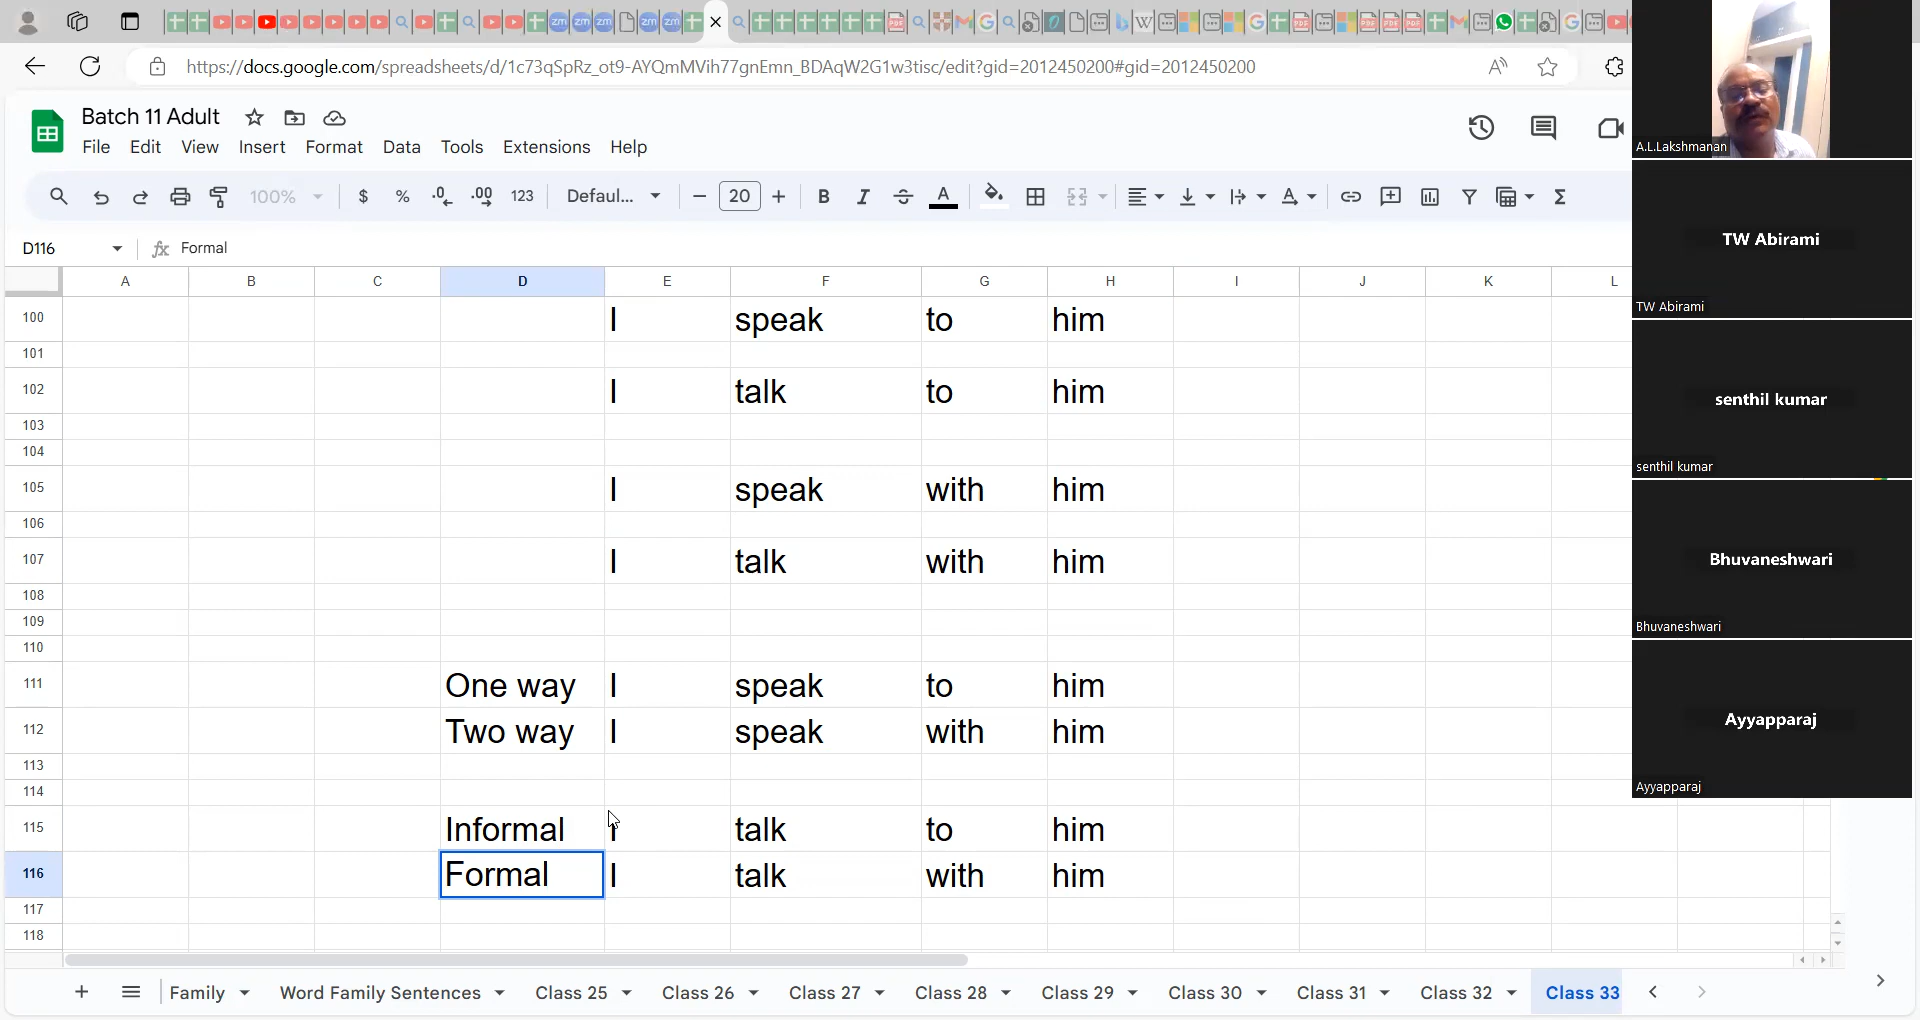 https://docs.google.com/spreadsheets/d/1c73qSpRz_ot9-AYQmMVih77gnEmn_BDAqW2G1w3tisc/edit?gid=2012450200#gid=2012450200
Batch 11 Adult
File Edit View Insert Format Data Tools Extensions Help
100% $ % .0 .00 123 Defaul... 20 B I A
D116 fx Formal
A B C D E F G H I J K L
100 I speak to him
101
102 I talk to him
103
104
105 I speak with him
106
107 I talk with him
108
109
110
111 One way I speak to him
112 Two way I speak with him
113
114
115 Informal I talk to him
116 Formal I talk with him
117
118
Family Word Family Sentences Class 25 Class 26 Class 27 Class 28 Class 29 Class 30 Class 31 Class 32 Class 33
A.L.Lakshmanan
TW Abirami
TW Abirami
senthil kumar
senthil kumar
Bhuvaneshwari
Bhuvaneshwari
Ayyapparaj
Ayyapparaj